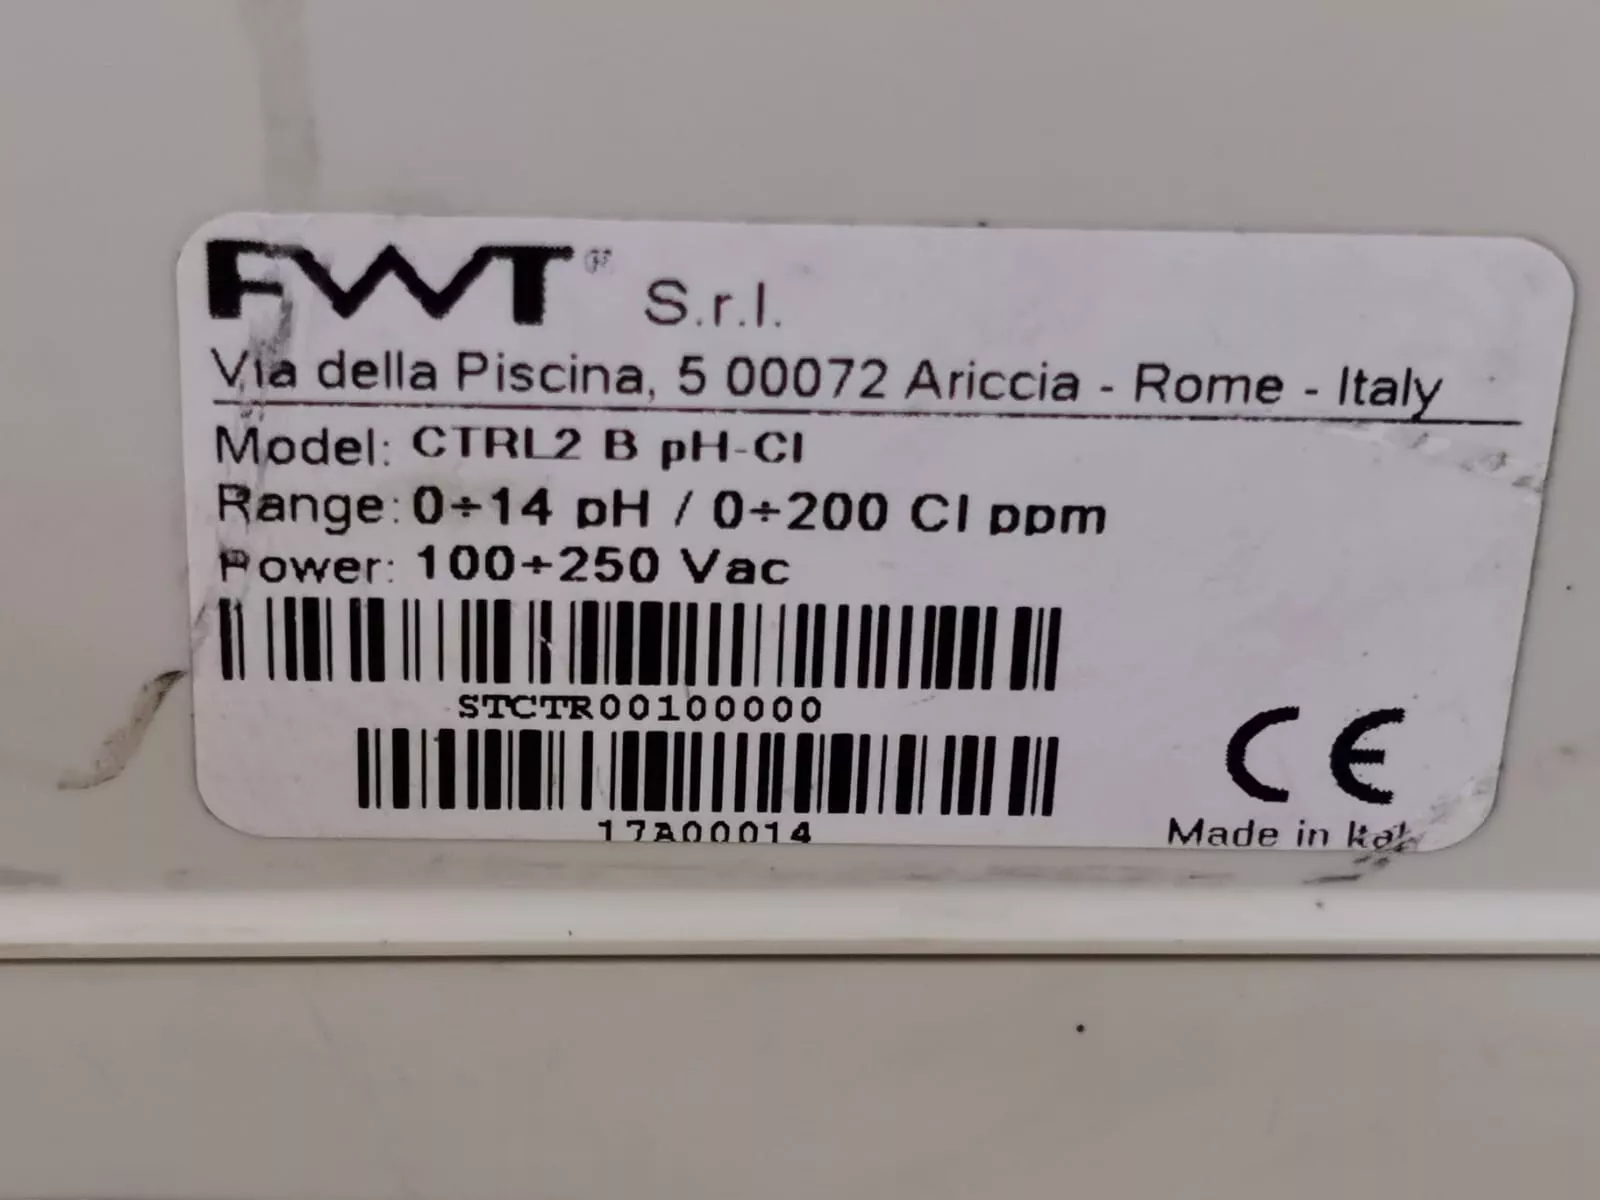 FWT® S.r.l.
Via della Piscina, 5 00072 Ariccia - Rome - Italy
Model: CTRL2 B pH-Cl
Range: 0÷14 pH / 0÷200 Cl ppm
Power: 100÷250 Vac
STCTR00100000
17A00014
CE
Made in Italy